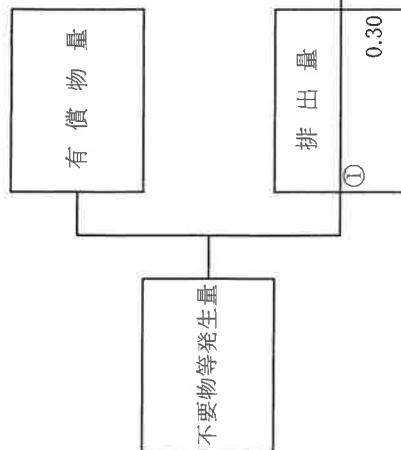 有償物量
不要物等発生量
排出量
①
0.30